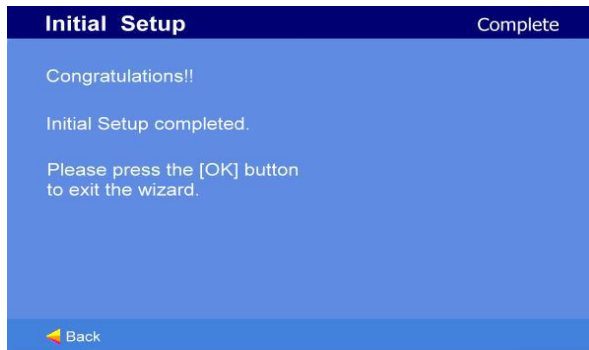 Initial Setup
Complete
Congratulations!!
Initial Setup completed.
Please press the [OK] button
to exit the wizard.
Back